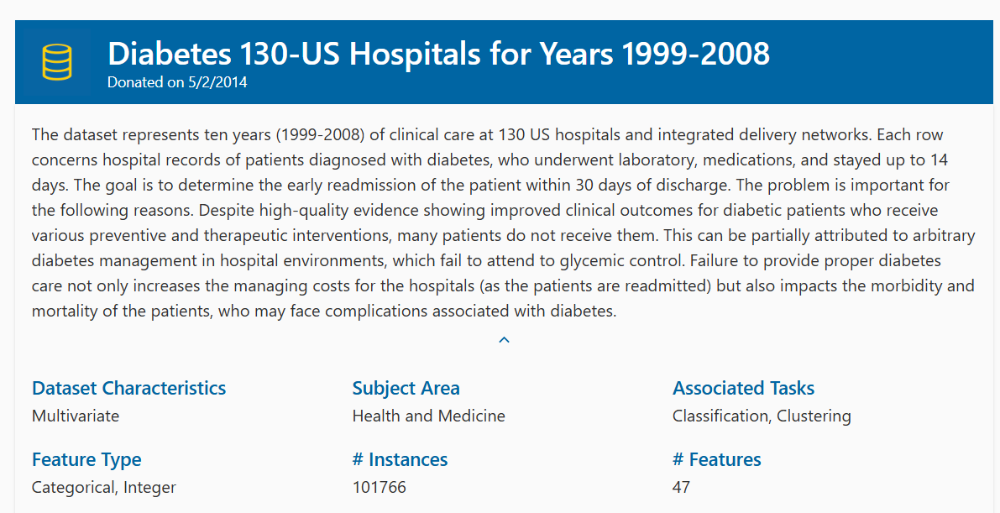 Diabetes 130-US Hospitals for Years 1999-2008
Donated on 5/2/2014
The dataset represents ten years (1999-2008) of clinical care at 130 US hospitals and integrated delivery networks. Each row
concerns hospital records of patients diagnosed with diabetes, who underwent laboratory, medications, and stayed up to 14
days. The goal is to determine the early readmission of the patient within 30 days of discharge. The problem is important for
the following reasons. Despite high-quality evidence showing improved clinical outcomes for diabetic patients who receive
various preventive and therapeutic interventions, many patients do not receive them. This can be partially attributed to arbitrary
diabetes management in hospital environments, which fail to attend to glycemic control. Failure to provide proper diabetes
care not only increases the managing costs for the hospitals (as the patients are readmitted) but also impacts the morbidity and
mortality of the patients, who may face complications associated with diabetes.
Dataset Characteristics
Multivariate
Subject Area
Health and Medicine
Associated Tasks
Classification, Clustering
Feature Type
Categorical, Integer
# Instances
101766
# Features
47